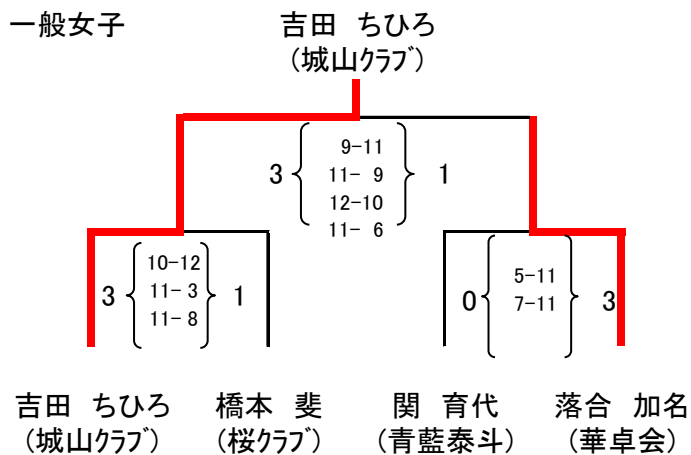 一般女子
吉田 ちひろ
(城山ｸﾗﾌﾞ)
3 9-11 1
11- 9
12-10
11- 6
3 10-12 1
11- 3
11- 8
0 5-11 3
7-11
吉田 ちひろ 橋本 斐 関 育代 落合 加名
(城山ｸﾗﾌﾞ) (桜ｸﾗﾌﾞ) (青藍泰斗) (華卓会)